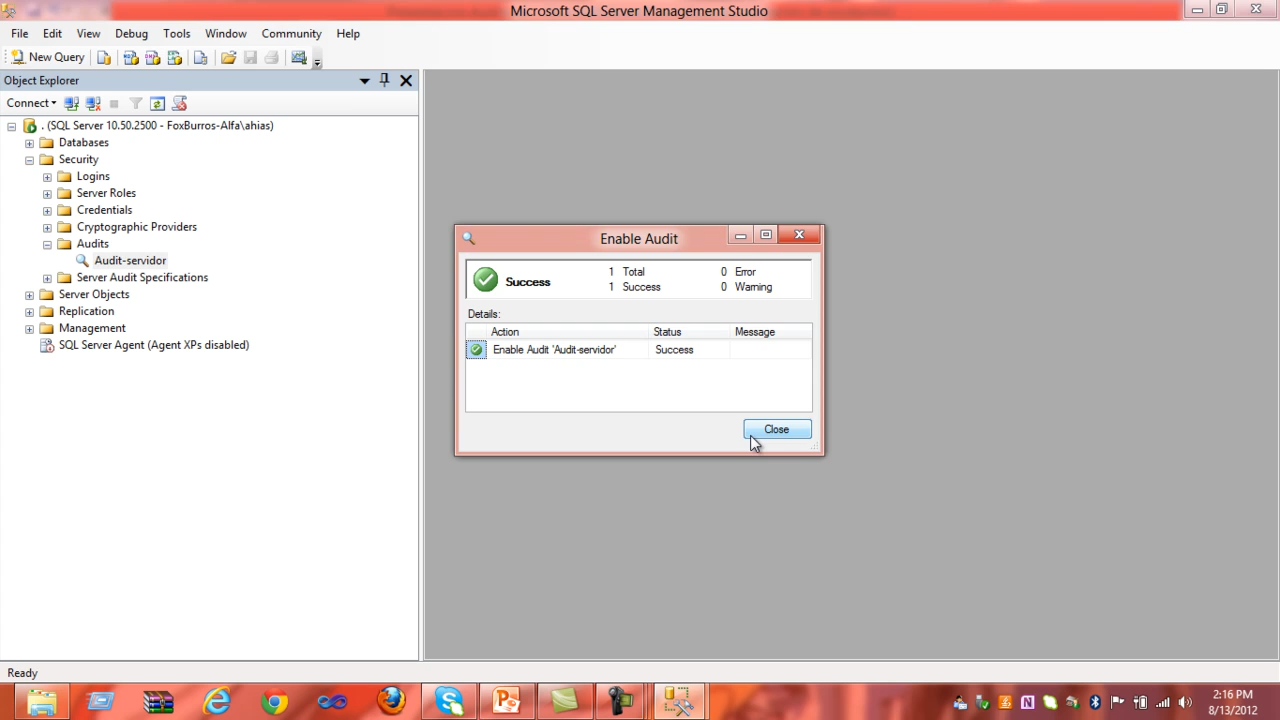 Microsoft SQL Server Management Studio
File Edit View Debug Tools Window Community Help
New Query
Object Explorer
Connect
. (SQL Server 10.50.2500 - FoxBurros-Alfa\ahias)
Databases
Security
Logins
Server Roles
Credentials
Cryptographic Providers
Audits
Audit-servidor
Server Audit Specifications
Server Objects
Replication
Management
SQL Server Agent (Agent XPs disabled)
Enable Audit
Success
1 Total 0 Error
1 Success 0 Warning
Details:
Action Status Message
Enable Audit 'Audit-servidor' Success
Close
Ready
2:16 PM
8/13/2012